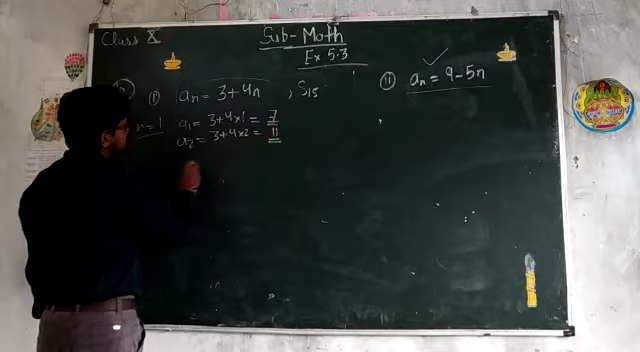 Class X
Sub- Math
Ex 5.3
(i) an = 3+4n , S15
(ii) an = 9-5n
n=1 a1 = 3+4×1 = 7
a2 = 3+4×2 = 11